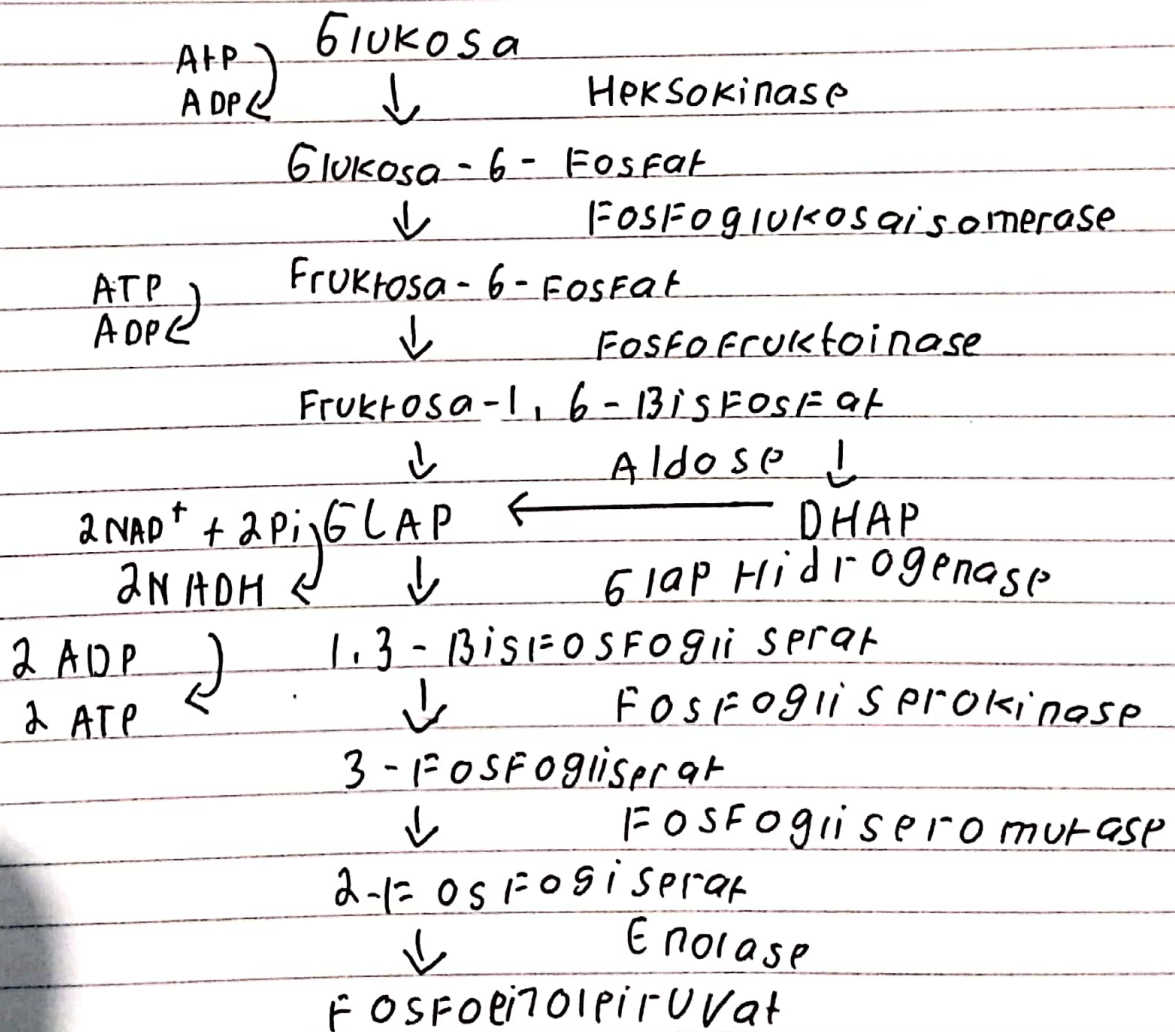 Glukosa
ATP
ADP
Heksokinase
Glukosa - 6 - Fosfat
Fosfoglukosaisomerase
Fruktosa - 6 - Fosfat
ATP
ADP
Fosfofruktoinase
Fruktosa-1,6-Bisfosfat
Aldose
2NAD⁺ + 2Pi GLAP DHAP
2NADH
Glap Hidrogenase
2 ADP 1.3 - Bisfosfogliserat
2 ATP Fosfogliserokinase
3 - Fosfogliserat
Fosfogliseromutase
2-Fosfogiserat
Enolase